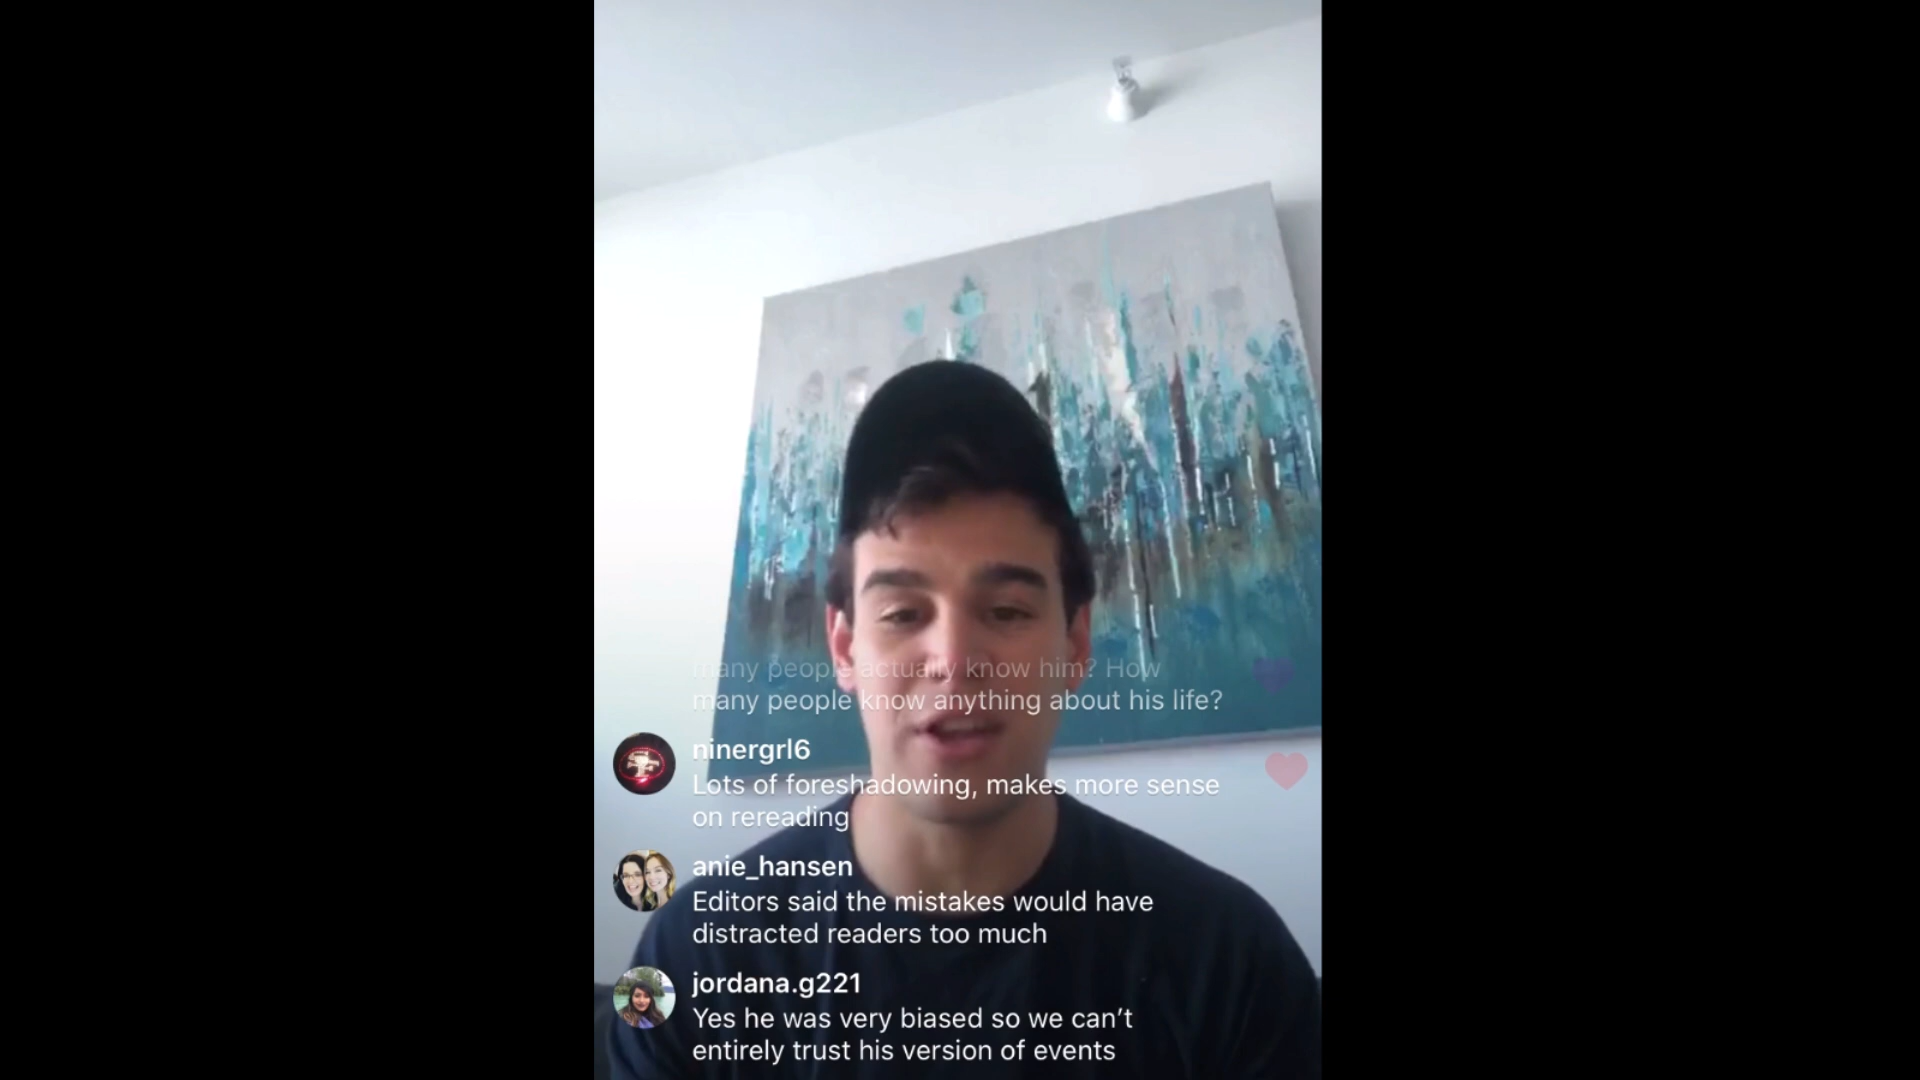 many people actually know him? How
many people know anything about his life?
ninergrl6
Lots of foreshadowing, makes more sense
on rereading
anie_hansen
Editors said the mistakes would have
distracted readers too much
jordana.g221
Yes he was very biased so we can’t
entirely trust his version of events